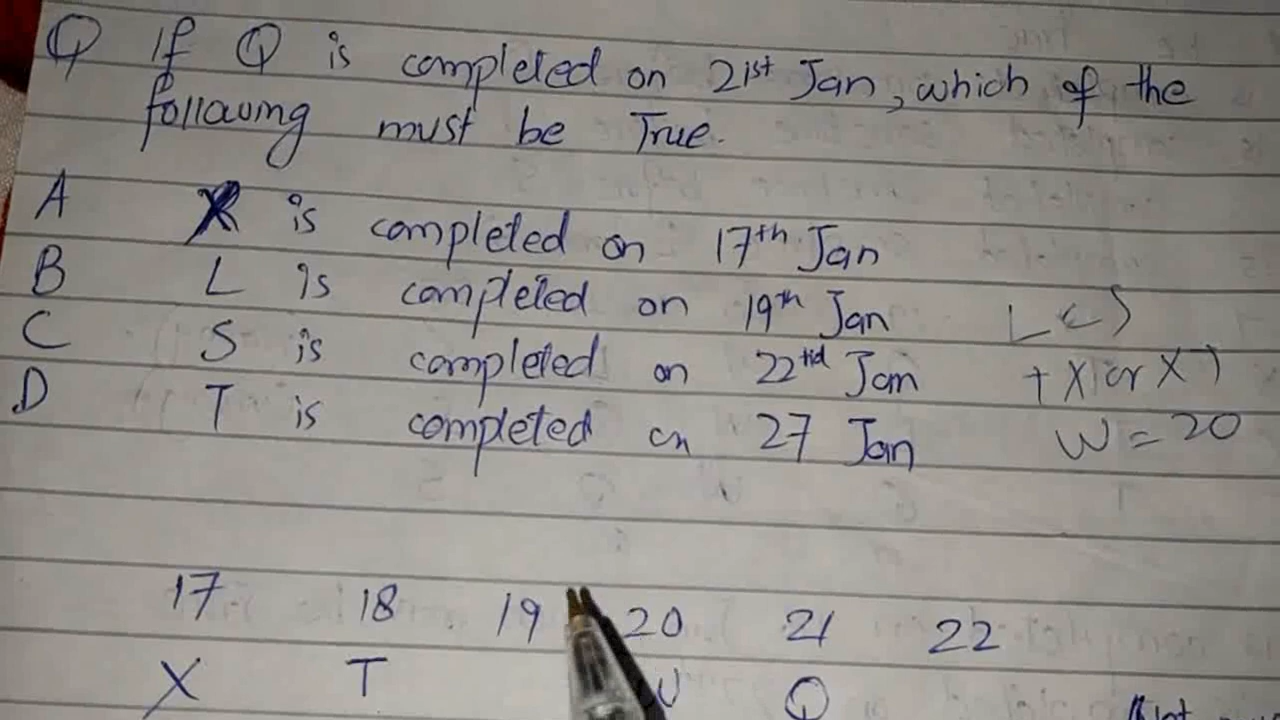 Q If Q is completed on 21st Jan, which of the
following must be True.
A X is completed on 17th Jan
B L is completed on 19th Jan L<S
C S is completed on 22nd Jan TX or XT
D T is completed on 27 Jan W = 20
17 18 19 20 21 22
X T W Q